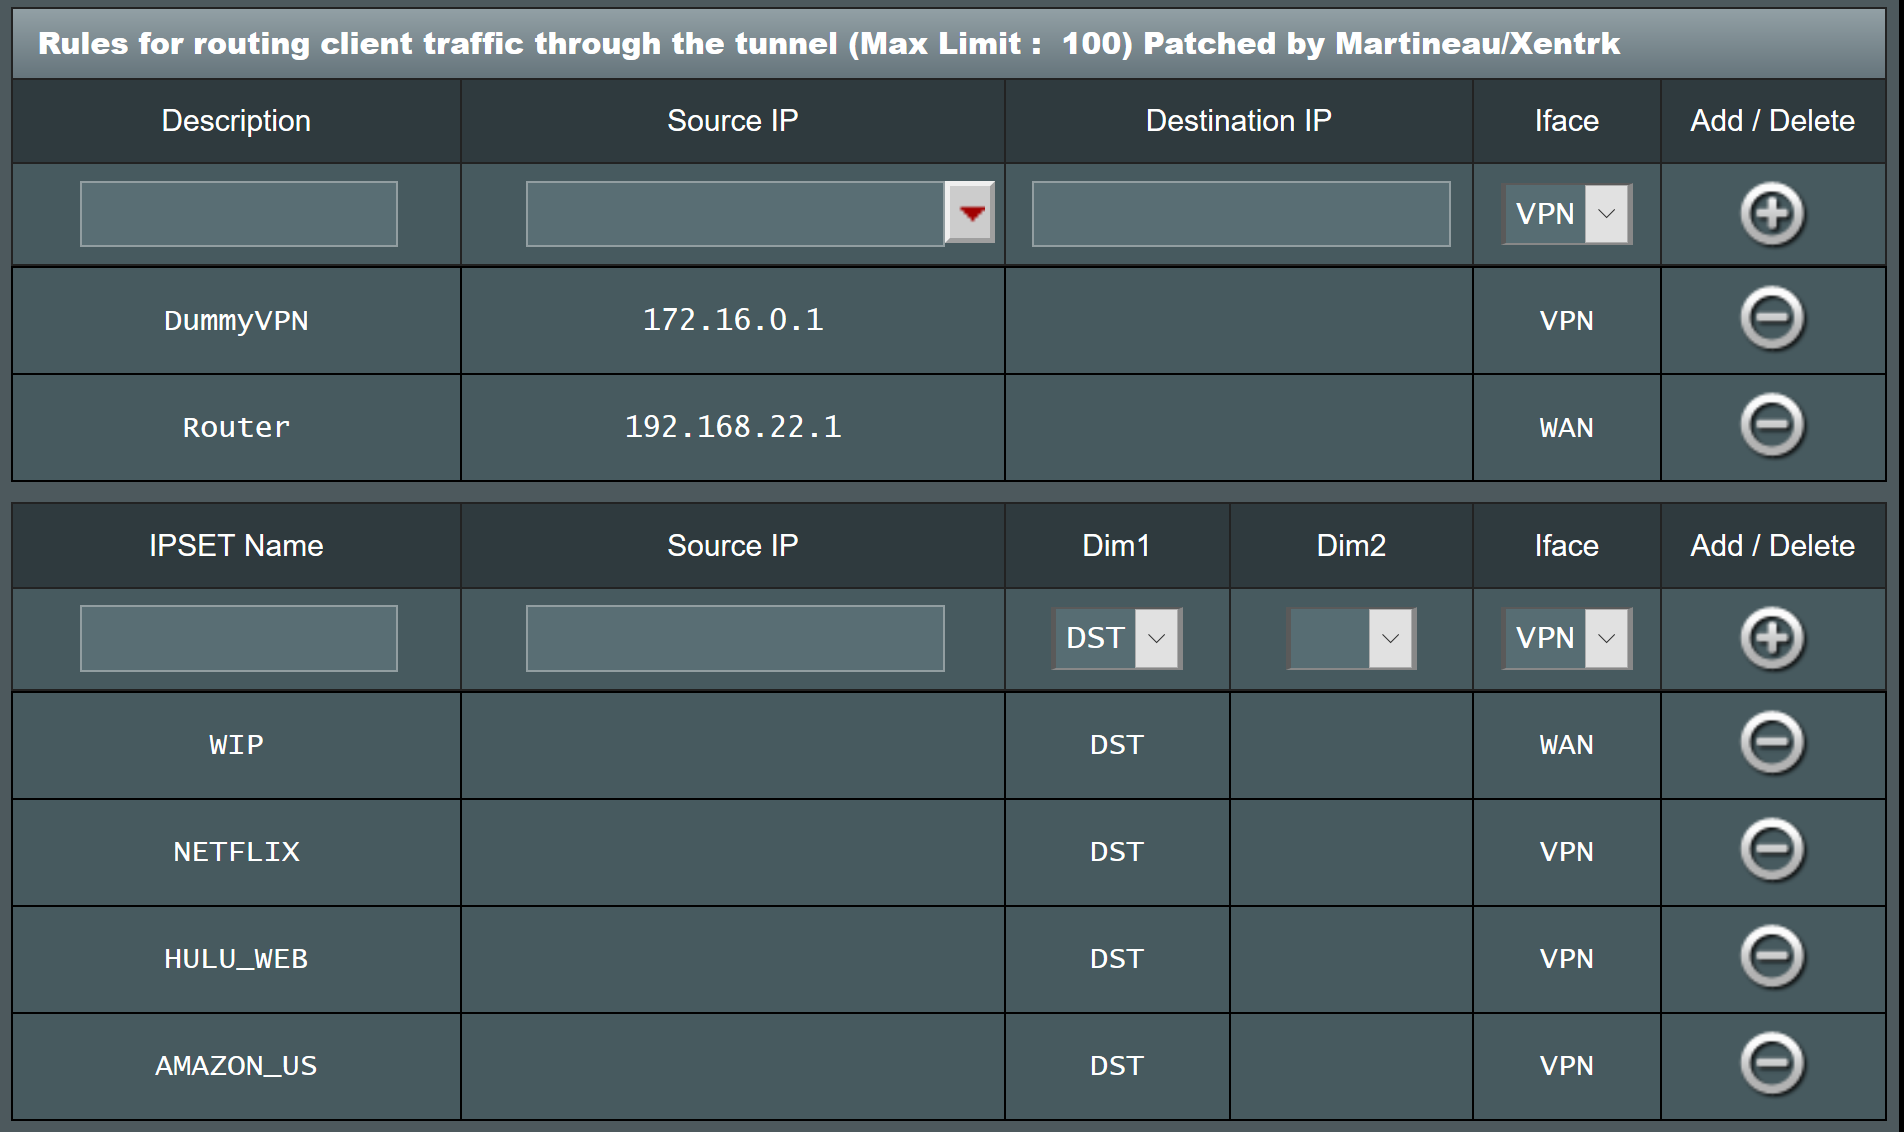 Rules for routing client traffic through the tunnel (Max Limit : 100) Patched by Martineau/Xentrk
Description Source IP Destination IP Iface Add / Delete
VPN
DummyVPN 172.16.0.1 VPN
Router 192.168.22.1 WAN
IPSET Name Source IP Dim1 Dim2 Iface Add / Delete
DST VPN
WIP DST WAN
NETFLIX DST VPN
HULU_WEB DST VPN
AMAZON_US DST VPN